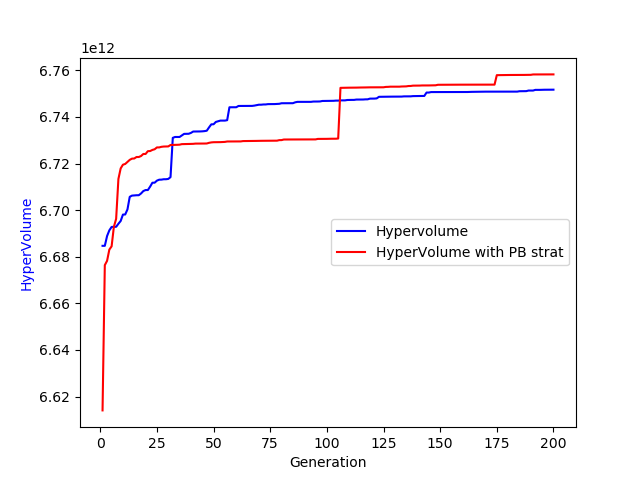 1e12
6.76
6.74
6.72
6.70
6.68
6.66
6.64
6.62
HyperVolume
Hypervolume
HyperVolume with PB strat
0 25 50 75 100 125 150 175 200
Generation